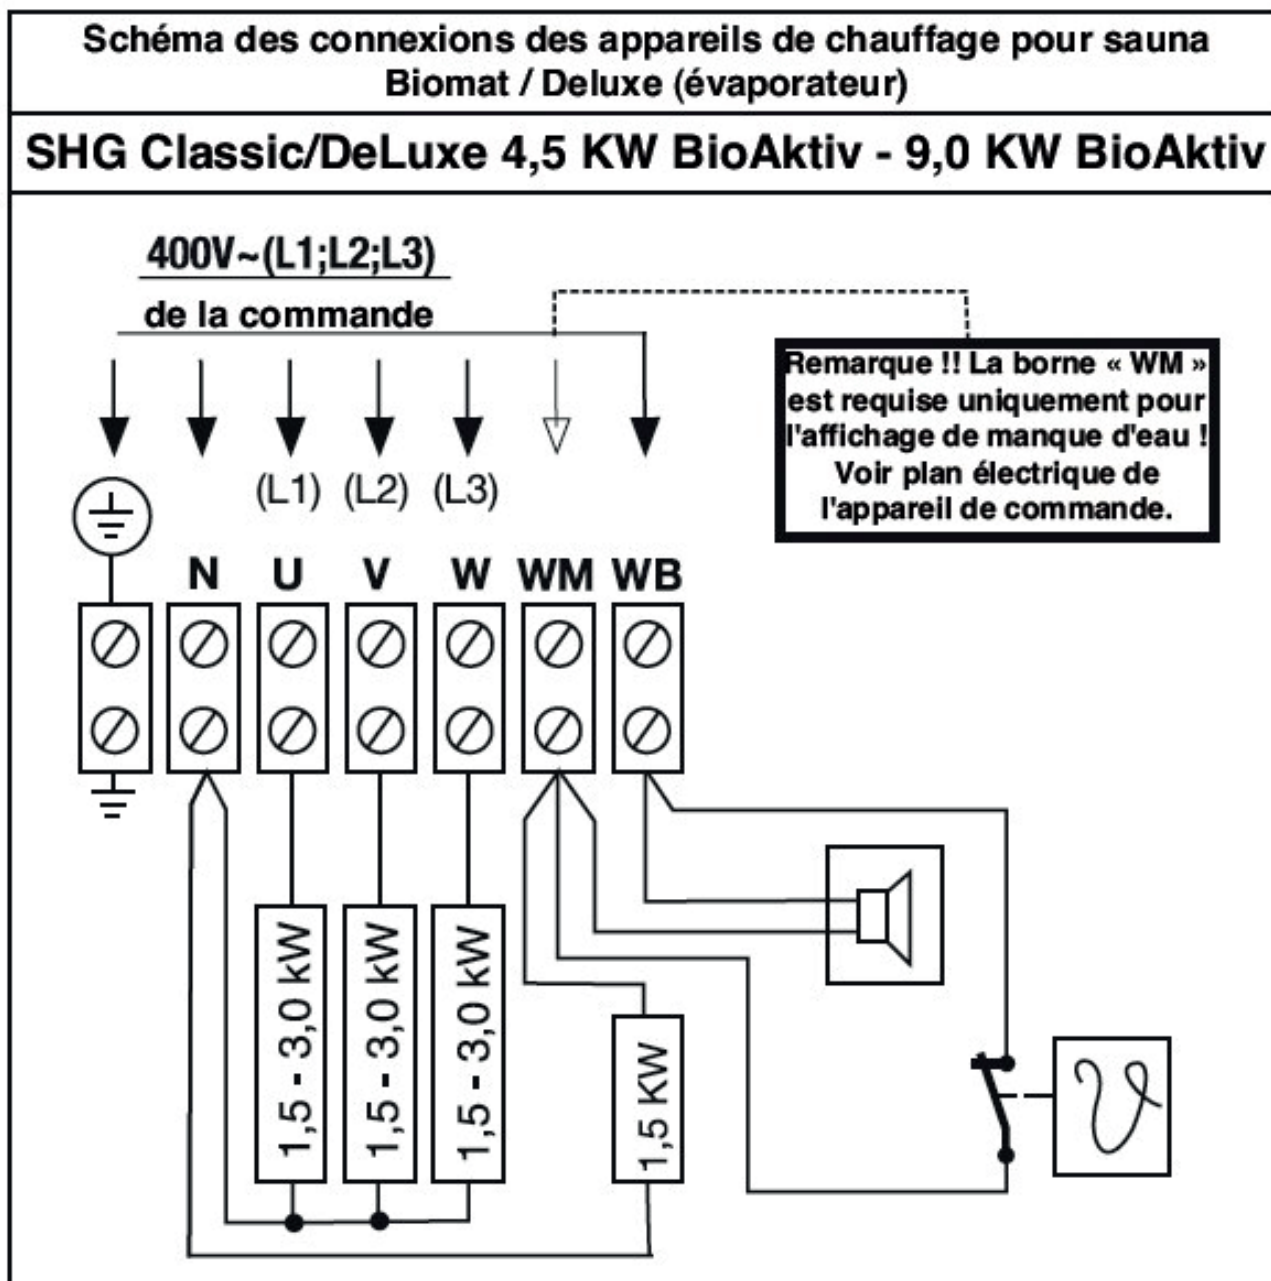 Schéma des connexions des appareils de chauffage pour sauna
Biomat / Deluxe (évaporateur)
SHG Classic/DeLuxe 4,5 KW BioAktiv - 9,0 KW BioAktiv
400V~(L1;L2;L3)
de la commande
Remarque !! La borne « WM »
est requise uniquement pour
l'affichage de manque d'eau !
Voir plan électrique de
l'appareil de commande.
(L1) (L2) (L3)
N U V W WM WB
1,5 - 3,0 kW
1,5 - 3,0 kW
1,5 - 3,0 kW
1,5 KW
ϑ